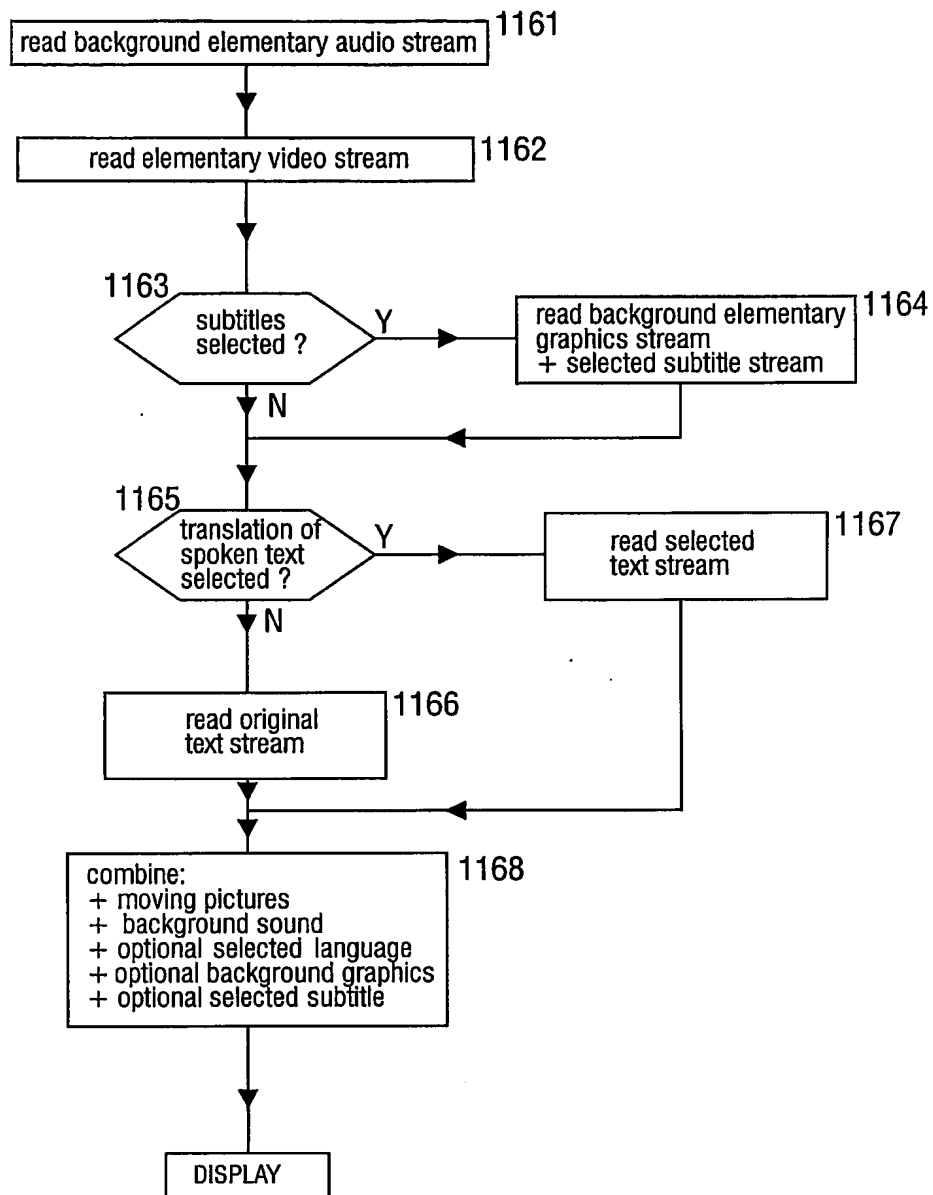 read background elementary audio stream
1161
read elementary video stream
1162
1163
subtitles
selected ?
Y
read background elementary
graphics stream
+ selected subtitle stream
1164
N
1165
translation of
spoken text
selected ?
Y
read selected
text stream
1167
N
read original
text stream
1166
combine:
+ moving pictures
+ background sound
+ optional selected language
+ optional background graphics
+ optional selected subtitle
1168
DISPLAY